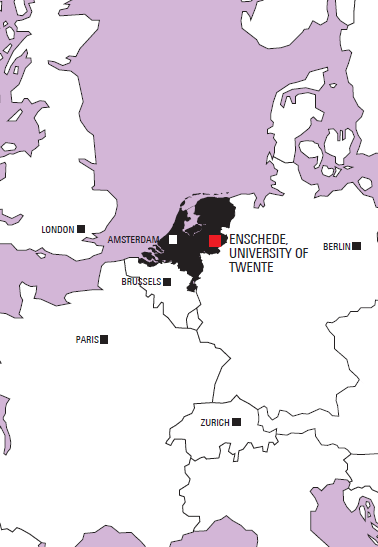 LONDON
AMSTERDAM
ENSCHEDE,
UNIVERSITY OF
TWENTE
BERLIN
BRUSSELS
PARIS
ZURICH